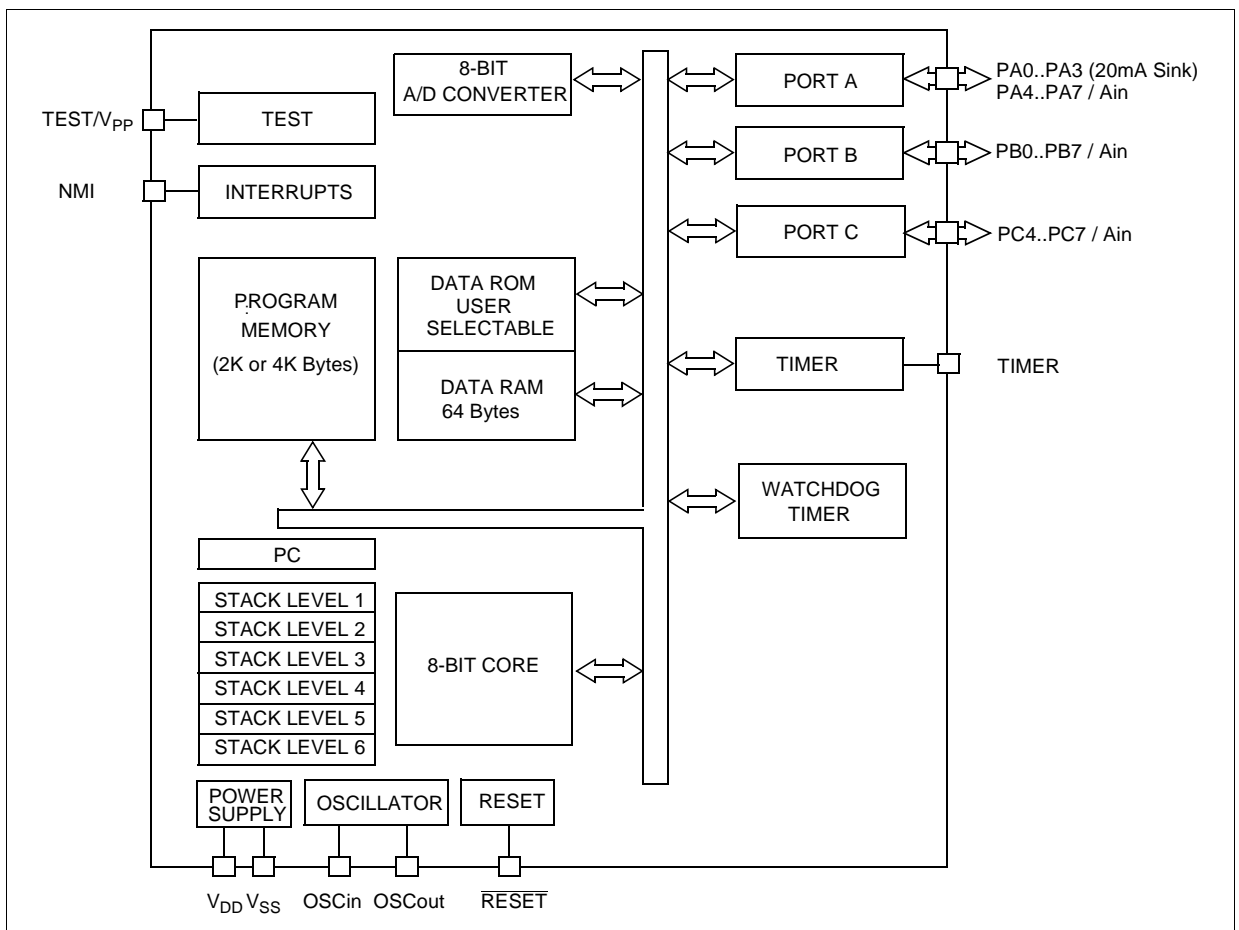 8-BIT
A/D CONVERTER
PORT A
PA0..PA3 (20mA Sink)
PA4..PA7 / Ain
TEST/VPP
TEST
PORT B
PB0..PB7 / Ain
NMI
INTERRUPTS
PORT C
PC4..PC7 / Ain
PROGRAM
MEMORY
(2K or 4K Bytes)
DATA ROM
USER
SELECTABLE
DATA RAM
64 Bytes
TIMER
TIMER
WATCHDOG
TIMER
PC
STACK LEVEL 1
STACK LEVEL 2
STACK LEVEL 3
STACK LEVEL 4
STACK LEVEL 5
STACK LEVEL 6
8-BIT CORE
POWER
SUPPLY
OSCILLATOR
RESET
VDD VSS
OSCin OSCout
RESET